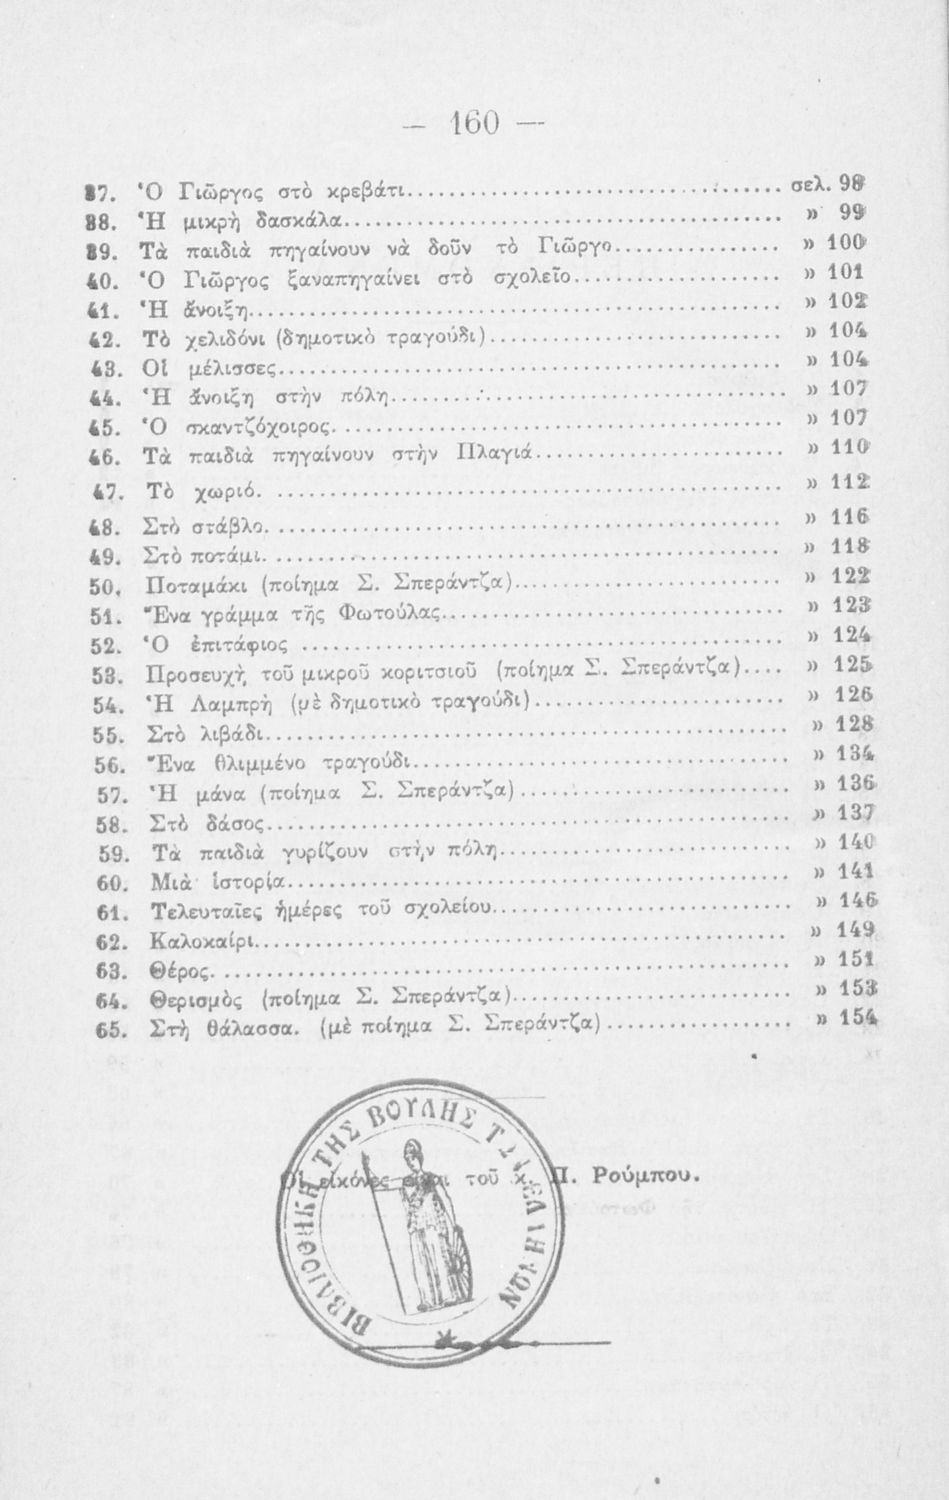 — 160 —
37. Ὁ Γιῶργος στὸ κρεβάτι........ σελ. 98
38. Ἡ μικρὴ δασκάλα........ » 99
39. Τὰ παιδιὰ πηγαίνουν νὰ δοῦν τὸ Γιῶργο........ » 100
40. Ὁ Γιῶργος ξαναπηγαίνει στὸ σχολεῖο........ » 101
41. Ἡ ἄνοιξη........ » 102
42. Τὸ χελιδόνι (δημοτικὸ τραγούδι)........ » 104
43. Οἱ μέλισσες........ » 104
44. Ἡ ἄνοιξη στὴν πόλη........ » 107
45. Ὁ σκαντζόχοιρος........ » 107
46. Τὰ παιδιὰ πηγαίνουν στὴν Πλαγιά........ » 110
47. Τὸ χωριό........ » 112
48. Στὸ στάβλο........ » 116
49. Στὸ ποτάμι........ » 118
50. Ποταμάκι (ποίημα Σ. Σπεράντζα)........ » 122
51. Ἕνα γράμμα τῆς Φωτούλας........ » 123
52. Ὁ ἐπιτάφιος ........ » 124
53. Προσευχὴ τοῦ μικροῦ κοριτσιοῦ (ποίημα Σ. Σπεράντζα).... » 125
54. Ἡ Λαμπρὴ (μὲ δημοτικὸ τραγούδι)........ » 126
55. Στὸ λιβάδι........ » 128
56. Ἕνα θλιμμένο τραγούδι........ » 134
57. Ἡ μάνα (ποίημα Σ. Σπεράντζα)........ » 136
58. Στὸ δάσος........ » 137
59. Τὰ παιδιὰ γυρίζουν στὴν πόλη........ » 140
60. Μιὰ ἱστορία........ » 141
61. Τελευταῖες ἡμέρες τοῦ σχολείου........ » 146
62. Καλοκαίρι........ » 149
63. Θέρος........ » 151
64. Θερισμὸς (ποίημα Σ. Σπεράντζα)........ » 153
65. Στὴ θάλασσα. (μὲ ποίημα Σ. Σπεράντζα)........ » 154
Οἱ εἰκόνες εἶναι τοῦ κ. Π. Ρούμπου.
ΒΙΒΛΙΟΘΗΚΗ ΤΗΣ ΒΟΥΛΗΣ ΤΩΝ ΕΛΛΗΝΩΝ